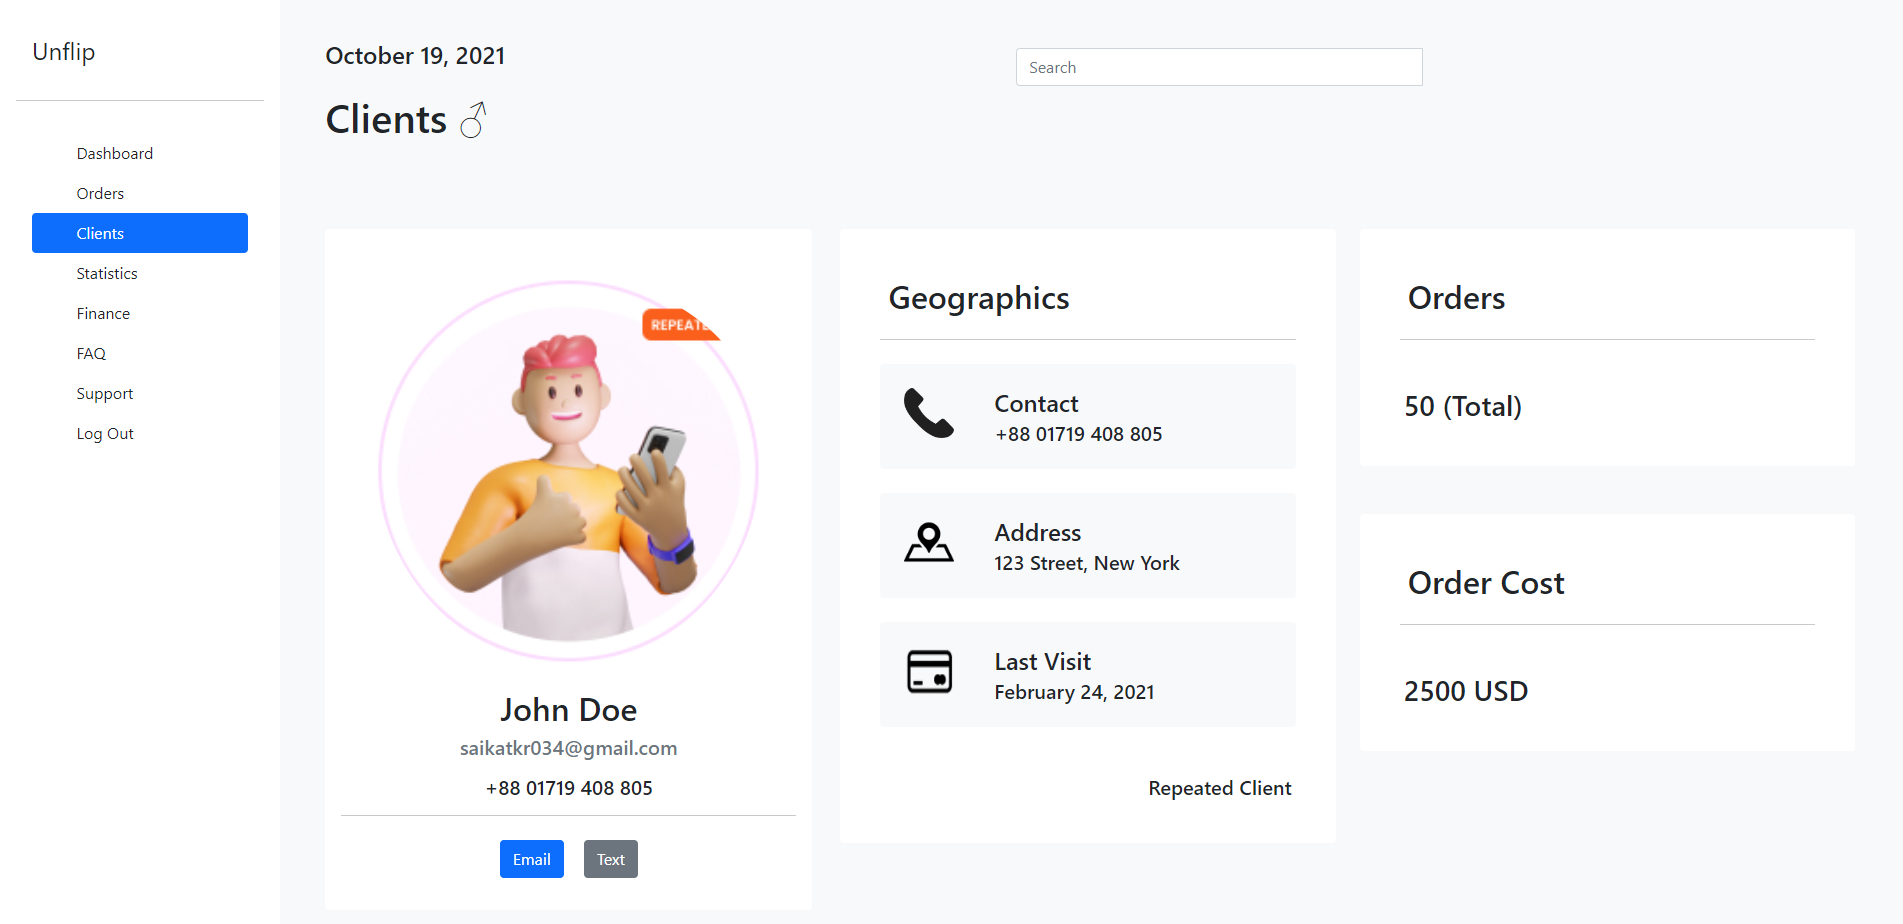 Unflip
Dashboard
Orders
Clients
Statistics
Finance
FAQ
Support
Log Out
October 19, 2021
Search
Clients
REPEATE
John Doe
saikatkr034@gmail.com
+88 01719 408 805
Email
Text
Geographics
Contact
+88 01719 408 805
Address
123 Street, New York
Last Visit
February 24, 2021
Repeated Client
Orders
50 (Total)
Order Cost
2500 USD